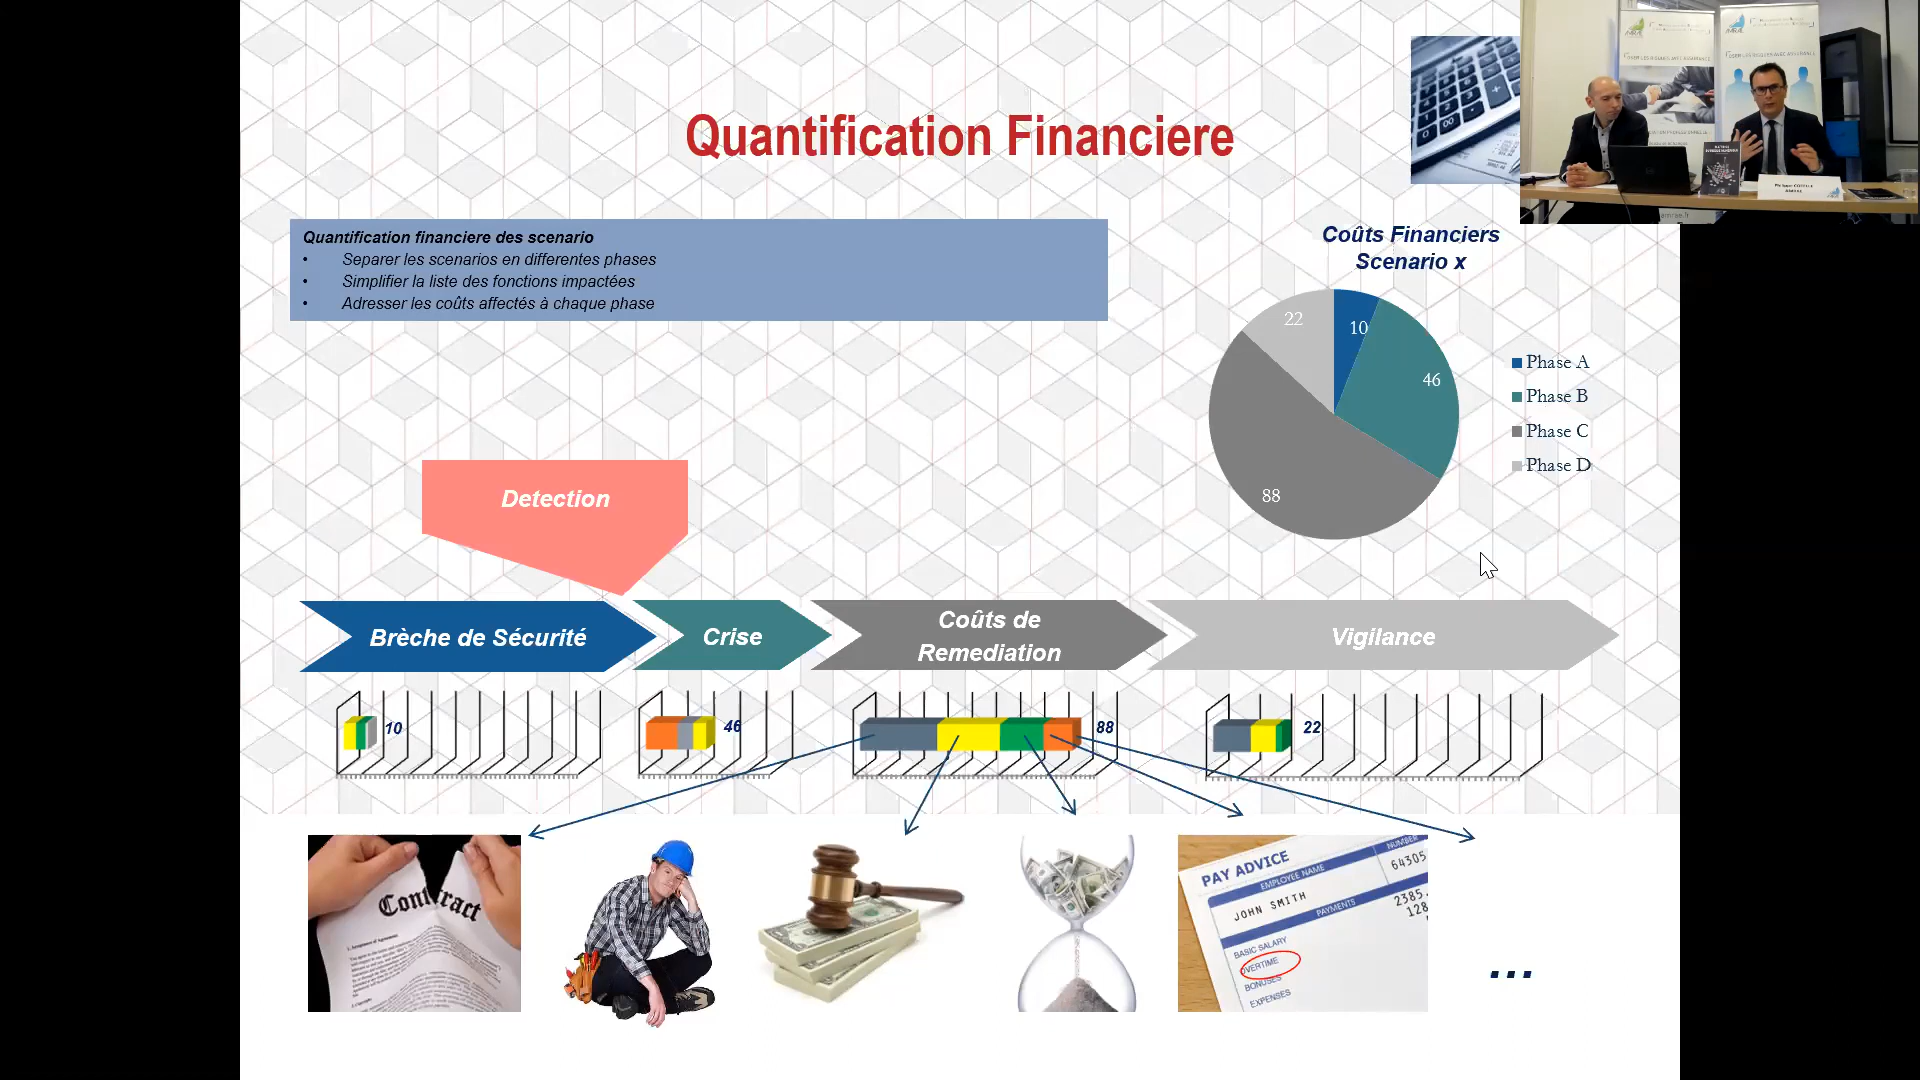 Quantification Financiere
Quantification financiere des scenario
• Separer les scenarios en differentes phases
• Simplifier la liste des fonctions impactées
• Adresser les coûts affectés à chaque phase
Coûts Financiers
Scenario x
22
10
46
88
Phase A
Phase B
Phase C
Phase D
Detection
Brèche de Sécurité
Crise
Coûts de
Remediation
Vigilance
10
46
88
22
Contract
PAY ADVICE
EMPLOYEE NAME
NUMBER
JOHN SMITH
64305
PAYMENTS
2385.
128
BASIC SALARY
OVERTIME
BONUSES
EXPENSES
...